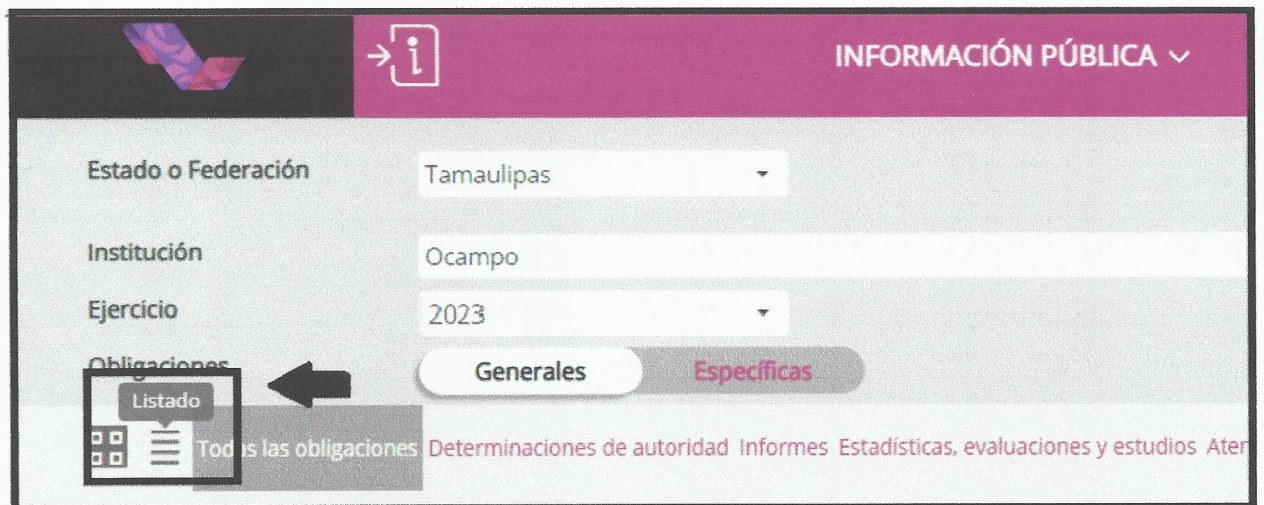 INFORMACIÓN PÚBLICA
Estado o Federación Tamaulipas
Institución Ocampo
Ejercicio 2023
Obligaciones Generales Específicas
Listado
Todas las obligaciones Determinaciones de autoridad Informes Estadísticas, evaluaciones y estudios Aten